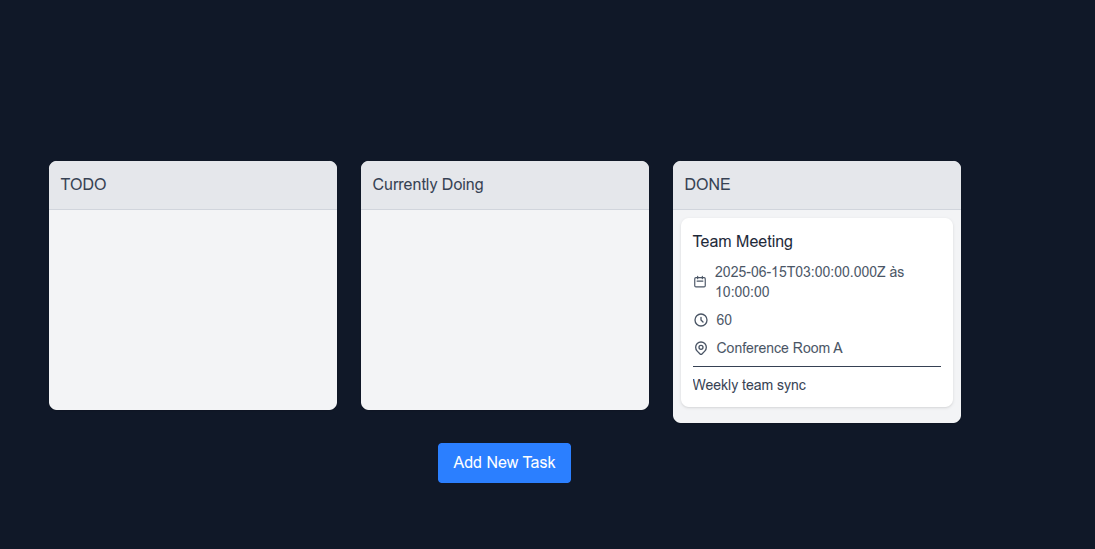 TODO
Currently Doing
DONE
Team Meeting
2025-06-15T03:00:00.000Z às
10:00:00
60
Conference Room A
Weekly team sync
Add New Task